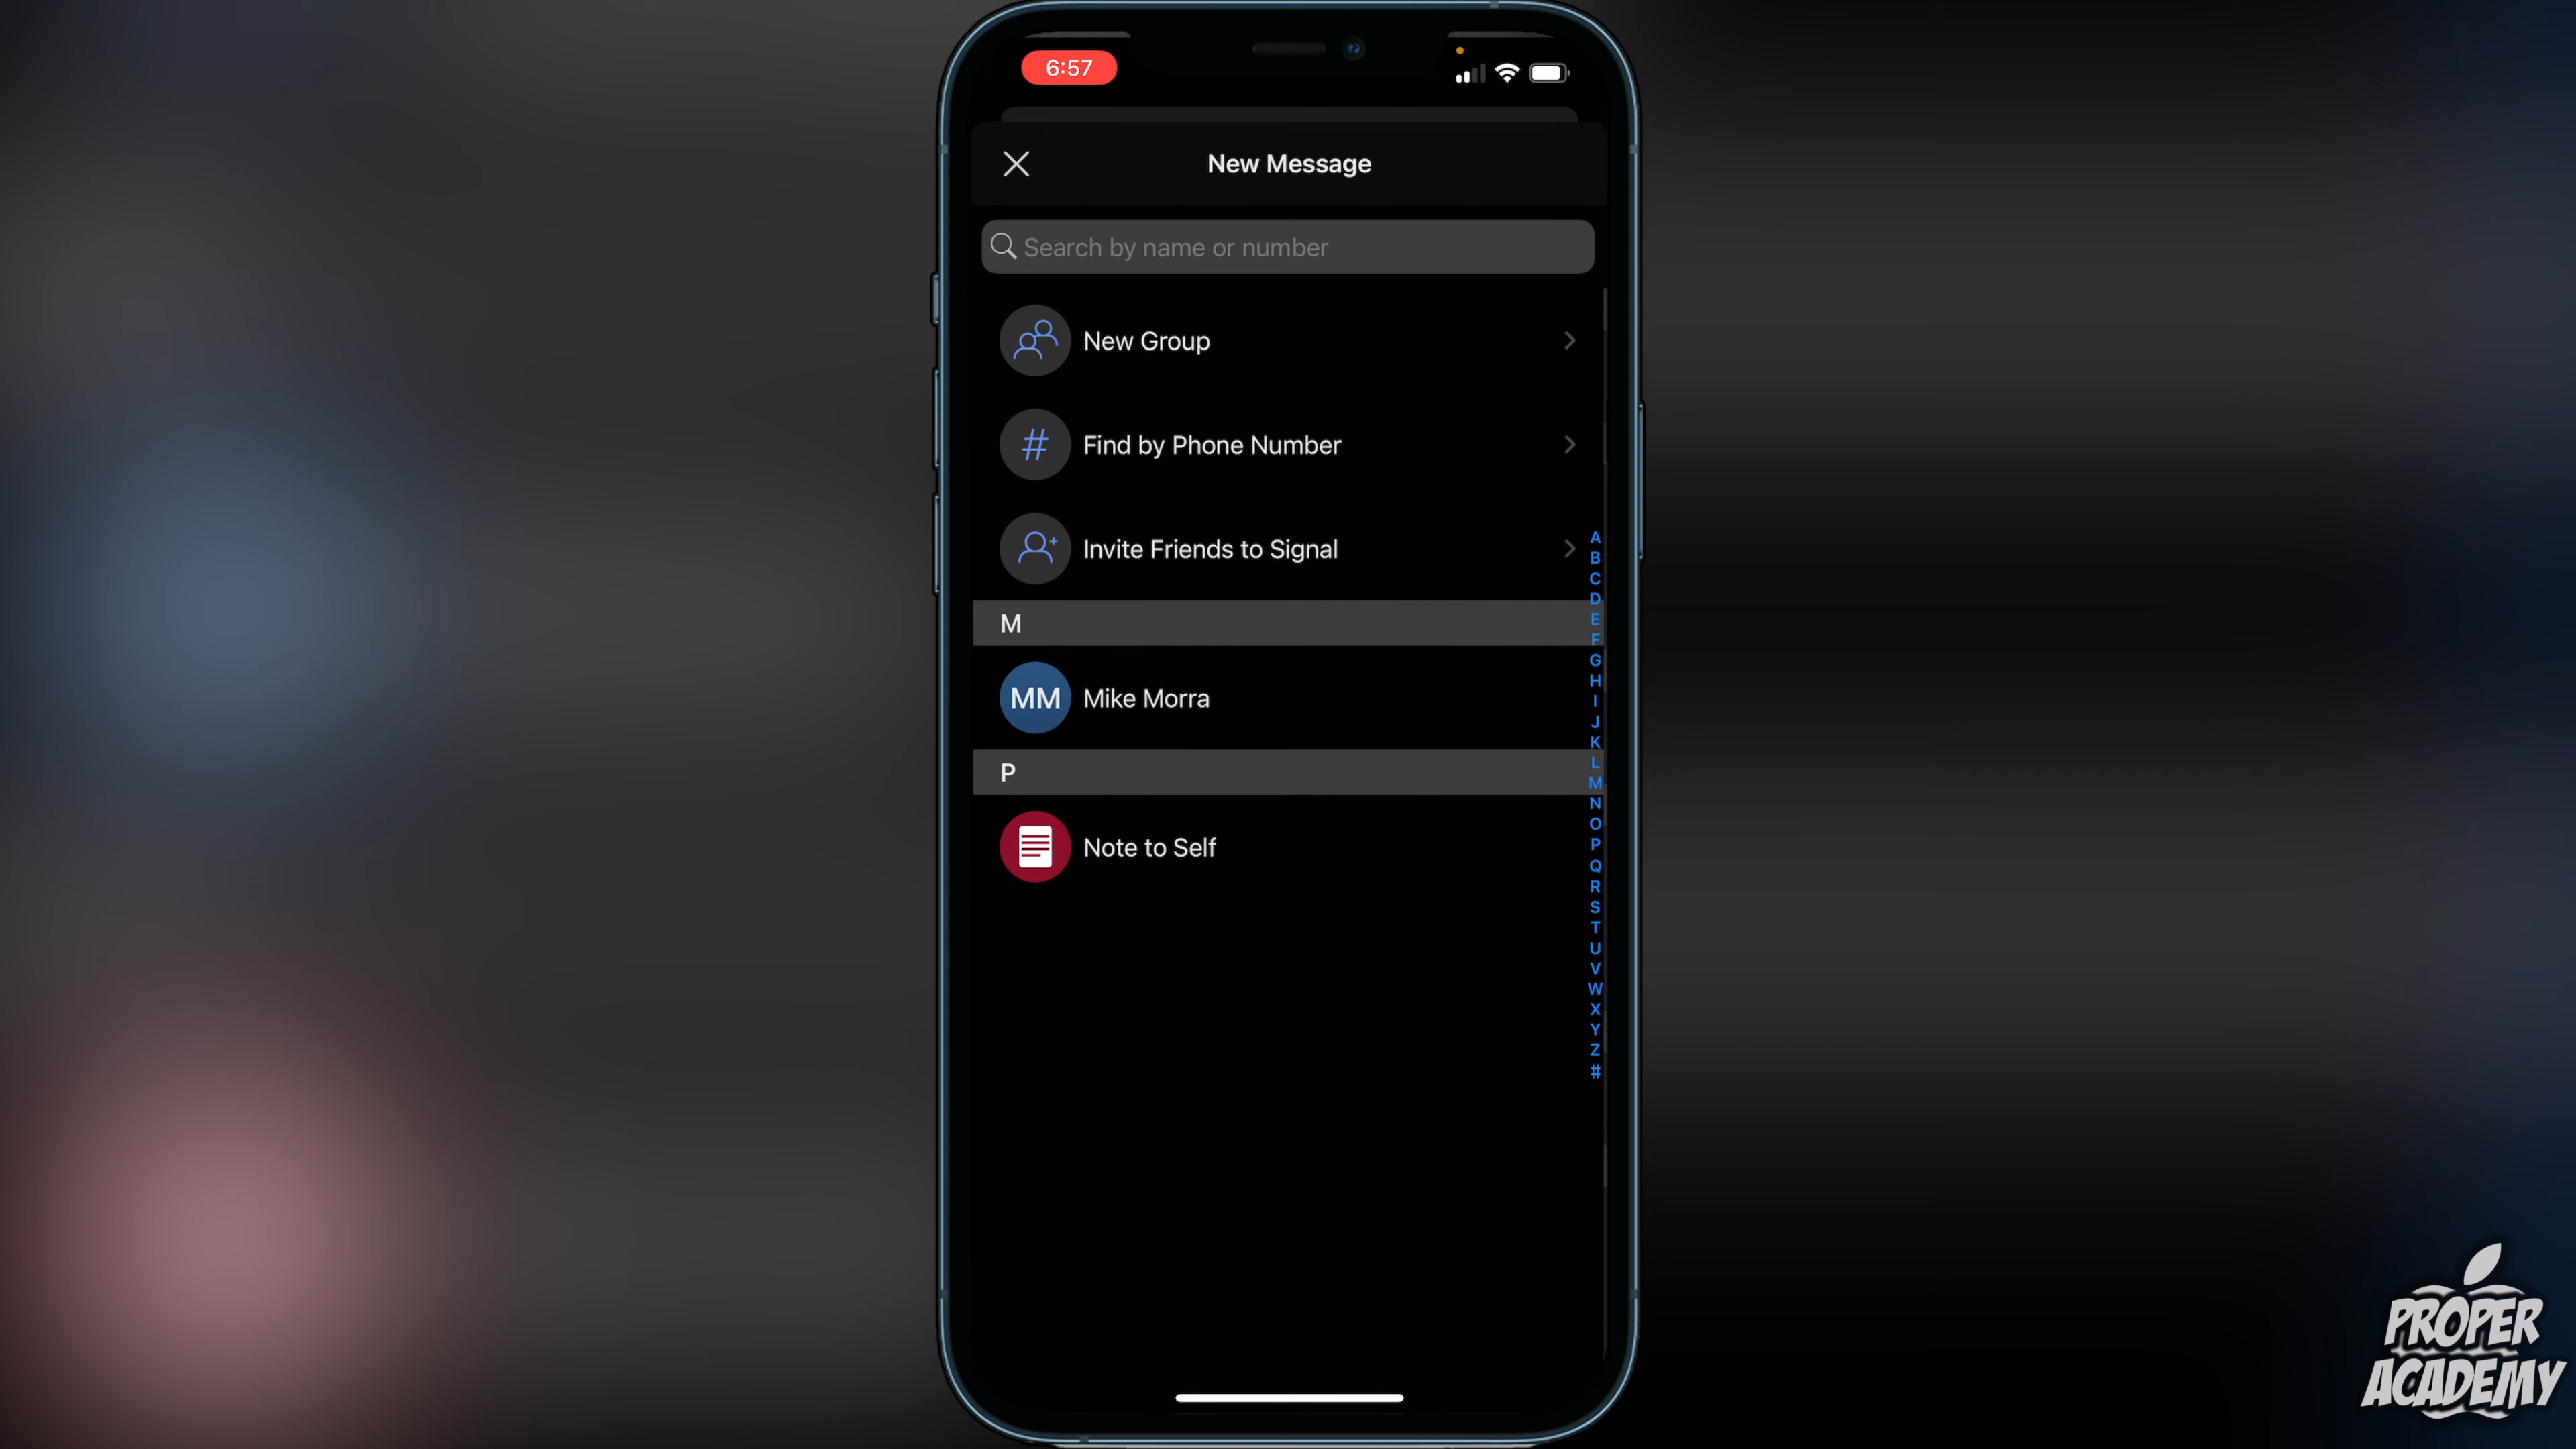 6:57
New Message
Search by name or number
New Group
#
Find by Phone Number
Invite Friends to Signal
M
MM
Mike Morra
P
Note to Self
A
B
C
D
E
F
G
H
I
J
K
L
M
N
O
P
Q
R
S
T
U
V
W
X
Y
Z
#
PROPER
ACADEMY